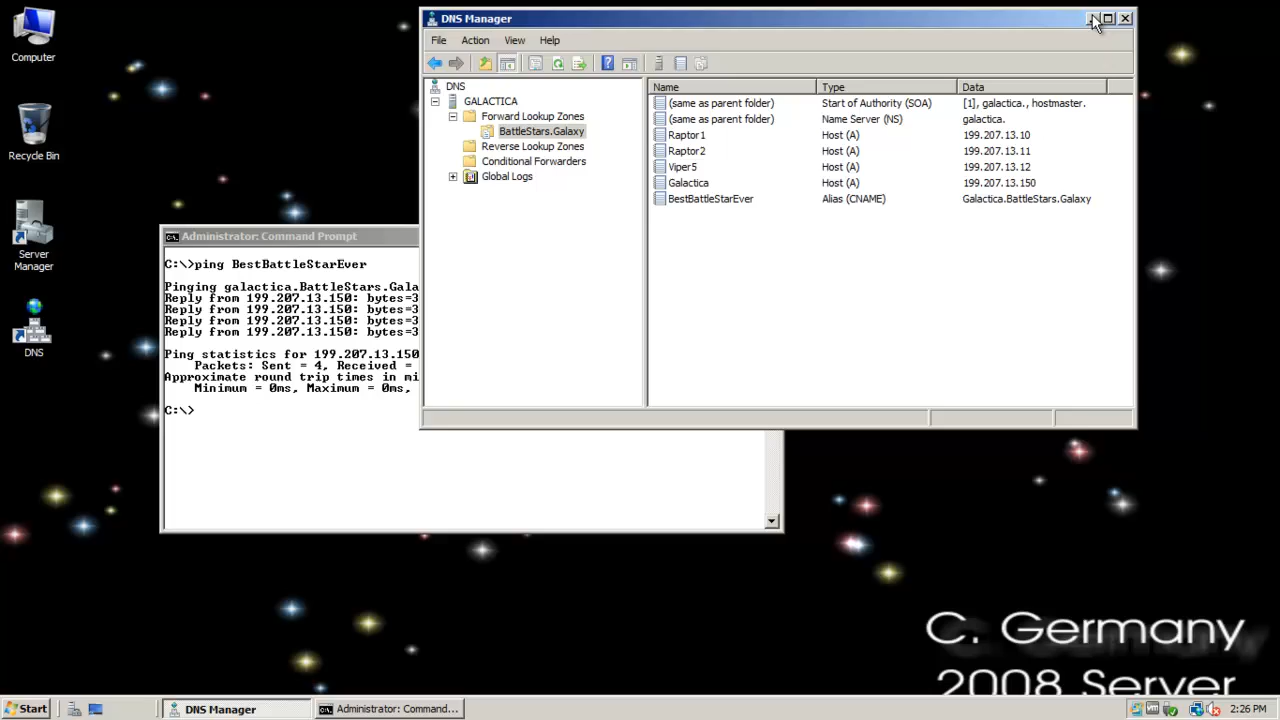 Computer
Recycle Bin
Server
Manager
DNS
DNS Manager
File Action View Help
DNS
GALACTICA
Forward Lookup Zones
BattleStars.Galaxy
Reverse Lookup Zones
Conditional Forwarders
Global Logs
Name Type Data
(same as parent folder) Start of Authority (SOA) [1], galactica., hostmaster.
(same as parent folder) Name Server (NS) galactica.
Raptor1 Host (A) 199.207.13.10
Raptor2 Host (A) 199.207.13.11
Viper5 Host (A) 199.207.13.12
Galactica Host (A) 199.207.13.150
BestBattleStarEver Alias (CNAME) Galactica.BattleStars.Galaxy
Administrator: Command Prompt
C:\>ping BestBattleStarEver
Pinging galactica.BattleStars.Gala
Reply from 199.207.13.150: bytes=3
Reply from 199.207.13.150: bytes=3
Reply from 199.207.13.150: bytes=3
Reply from 199.207.13.150: bytes=3
Ping statistics for 199.207.13.150
Packets: Sent = 4, Received =
Approximate round trip times in mi
Minimum = 0ms, Maximum = 0ms,
C:\>
C. Germany
2008 Server
Start DNS Manager Administrator: Command... 2:26 PM